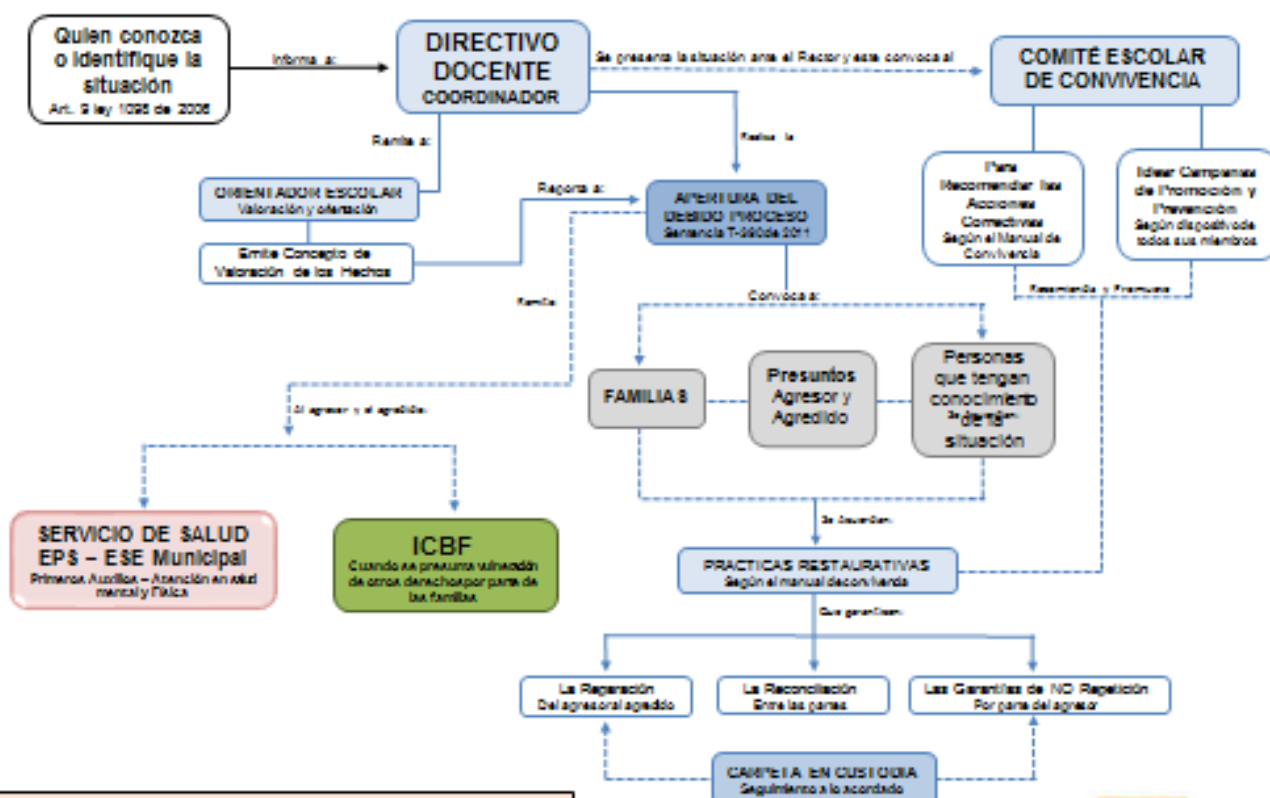 Quien conozca
o identifique la
situación
Art. 9 ley 1098 de 2006
Informa a:
DIRECTIVO
DOCENTE
COORDINADOR
Se presenta la situación ante el Rector y este convoca al
COMITÉ ESCOLAR
DE CONVIVENCIA
Remite a:
Realiza la
ORIENTADOR ESCOLAR
Valoración y orientación
Reporta a:
Emite Concepto de
Valoración de los Hechos
APERTURA DEL
DEBIDO PROCESO
Sentencia de 2011
Para
Recomendar las
Acciones
Correctivas
Según el Manual de
Convivencia
Idear Campañas
de Promoción y
Prevención
Según dispositivo de
todos sus miembros
Recomienda y Promueve
Remite
Convoca a:
FAMILIAS
Presuntos
Agresor y
Agredido
Personas
que tengan
conocimiento
de la
situación
Al agresor y al agredido
SERVICIO DE SALUD
EPS – ESE Municipal
Primeros Auxilios – Atención en salud
mental y Física
ICBF
Cuando se presunta vulneración
de otros derechos por parte de
las familias
Se Acuerdan
PRACTICAS RESTAURATIVAS
Según el manual de convivencia
Que garanticen
La Reparación
Del agresor al agredido
La Reconciliación
Entre las partes
Las Garantías de NO Repetición
Por parte del agresor
CARPETA EN CUSTODIA
Seguimiento a lo acordado